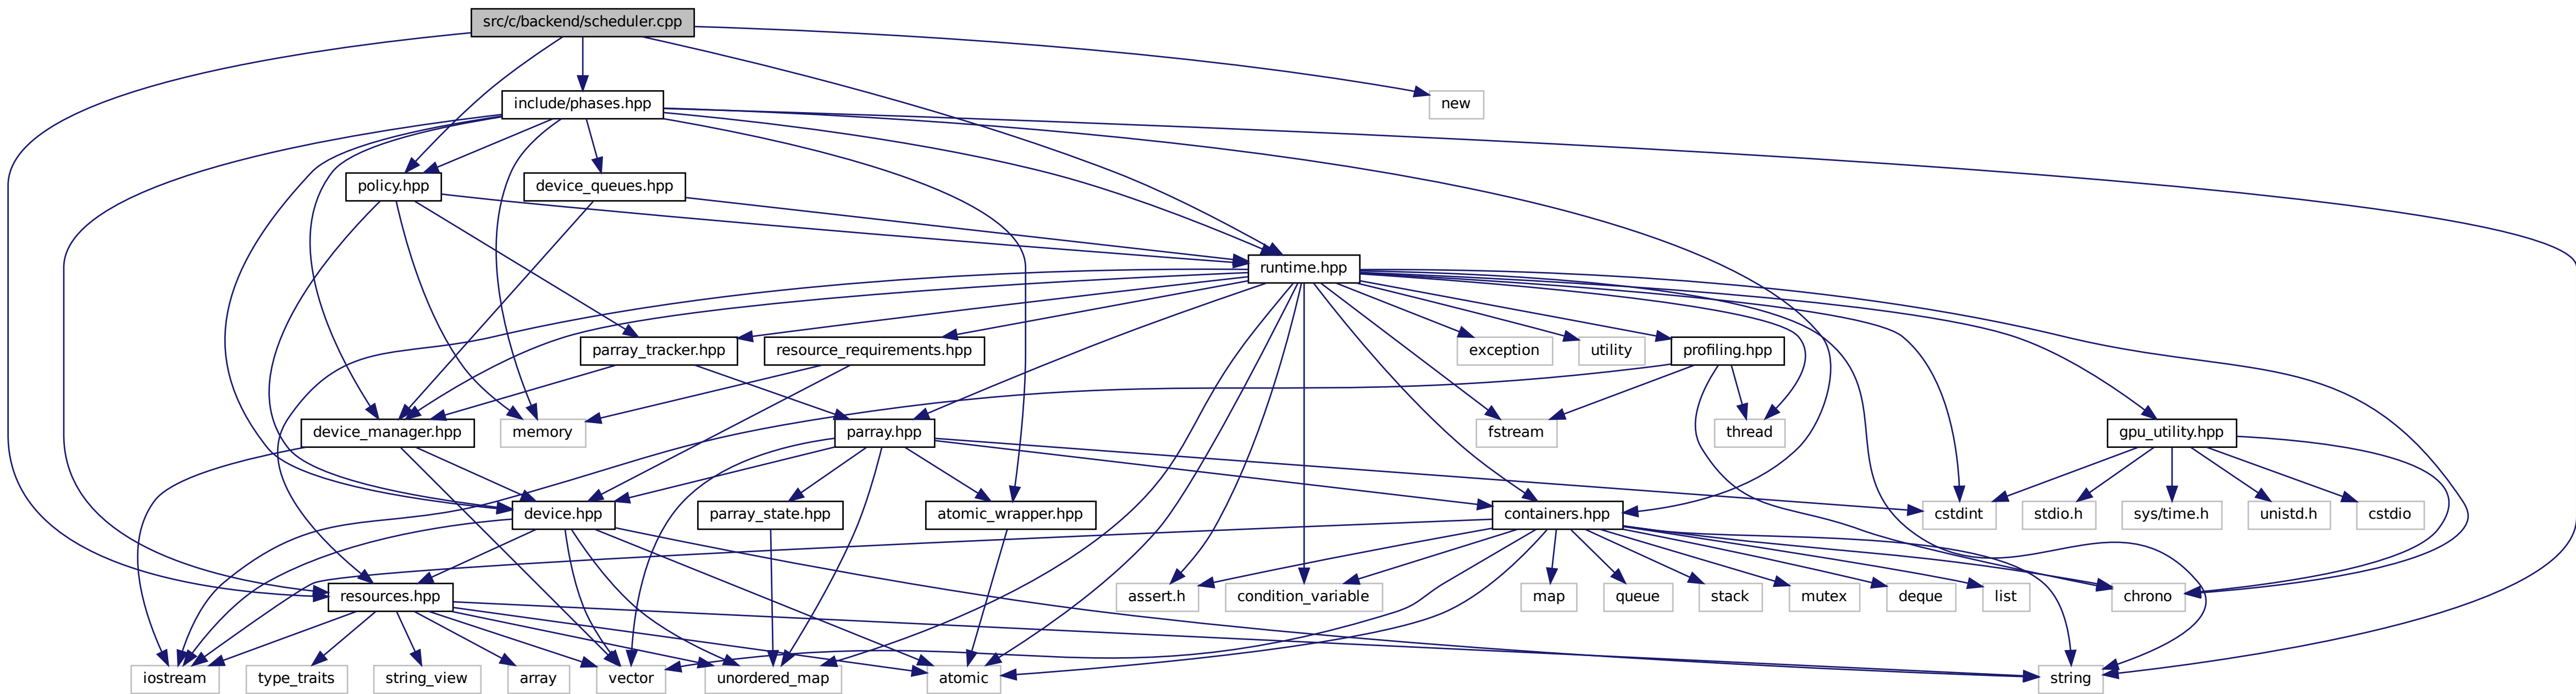 src/c/backend/scheduler.cpp
include/phases.hpp
new
policy.hpp
device_queues.hpp
runtime.hpp
parray_tracker.hpp
resource_requirements.hpp
exception
utility
profiling.hpp
device_manager.hpp
memory
parray.hpp
fstream
thread
gpu_utility.hpp
device.hpp
parray_state.hpp
atomic_wrapper.hpp
containers.hpp
cstdint
stdio.h
sys/time.h
unistd.h
cstdio
resources.hpp
assert.h
condition_variable
map
queue
stack
mutex
deque
list
chrono
iostream
type_traits
string_view
array
vector
unordered_map
atomic
string